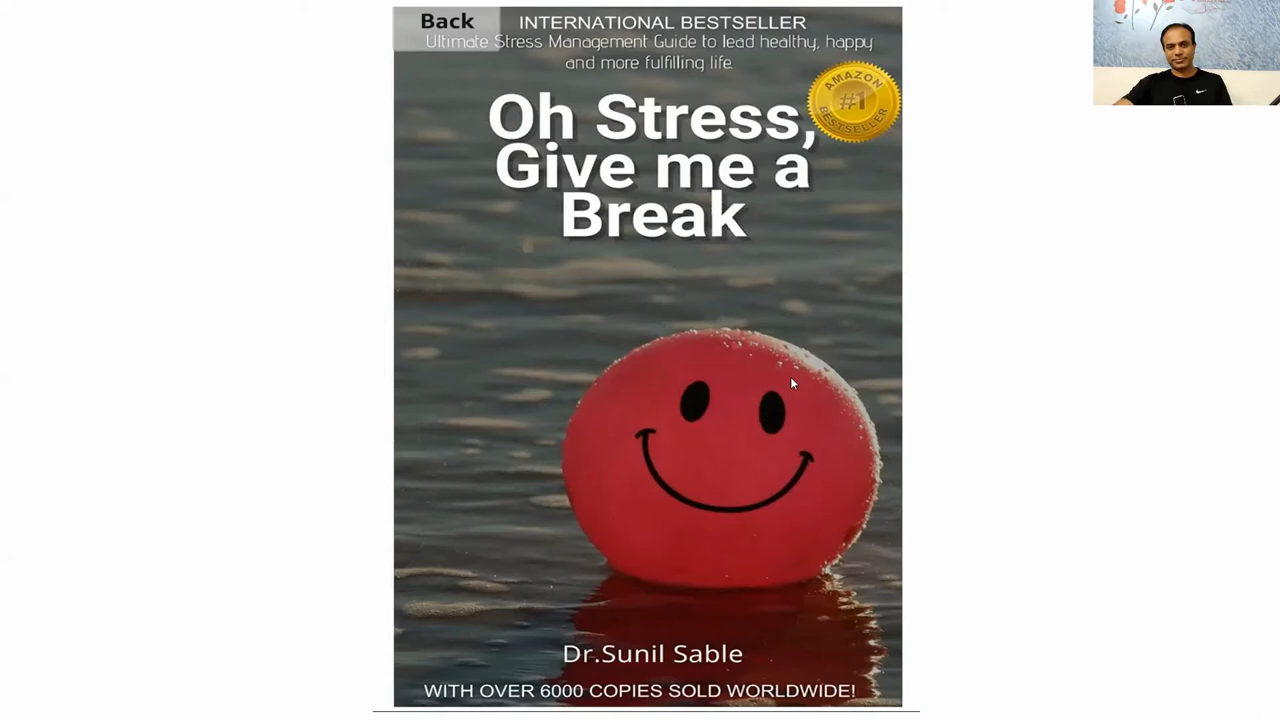 Back
INTERNATIONAL BESTSELLER
Ultimate Stress Management Guide to lead healthy, happy
and more fulfilling life.
AMAZON
#1
BESTSELLER
Oh Stress,
Give me a
Break
Dr.Sunil Sable
WITH OVER 6000 COPIES SOLD WORLDWIDE!